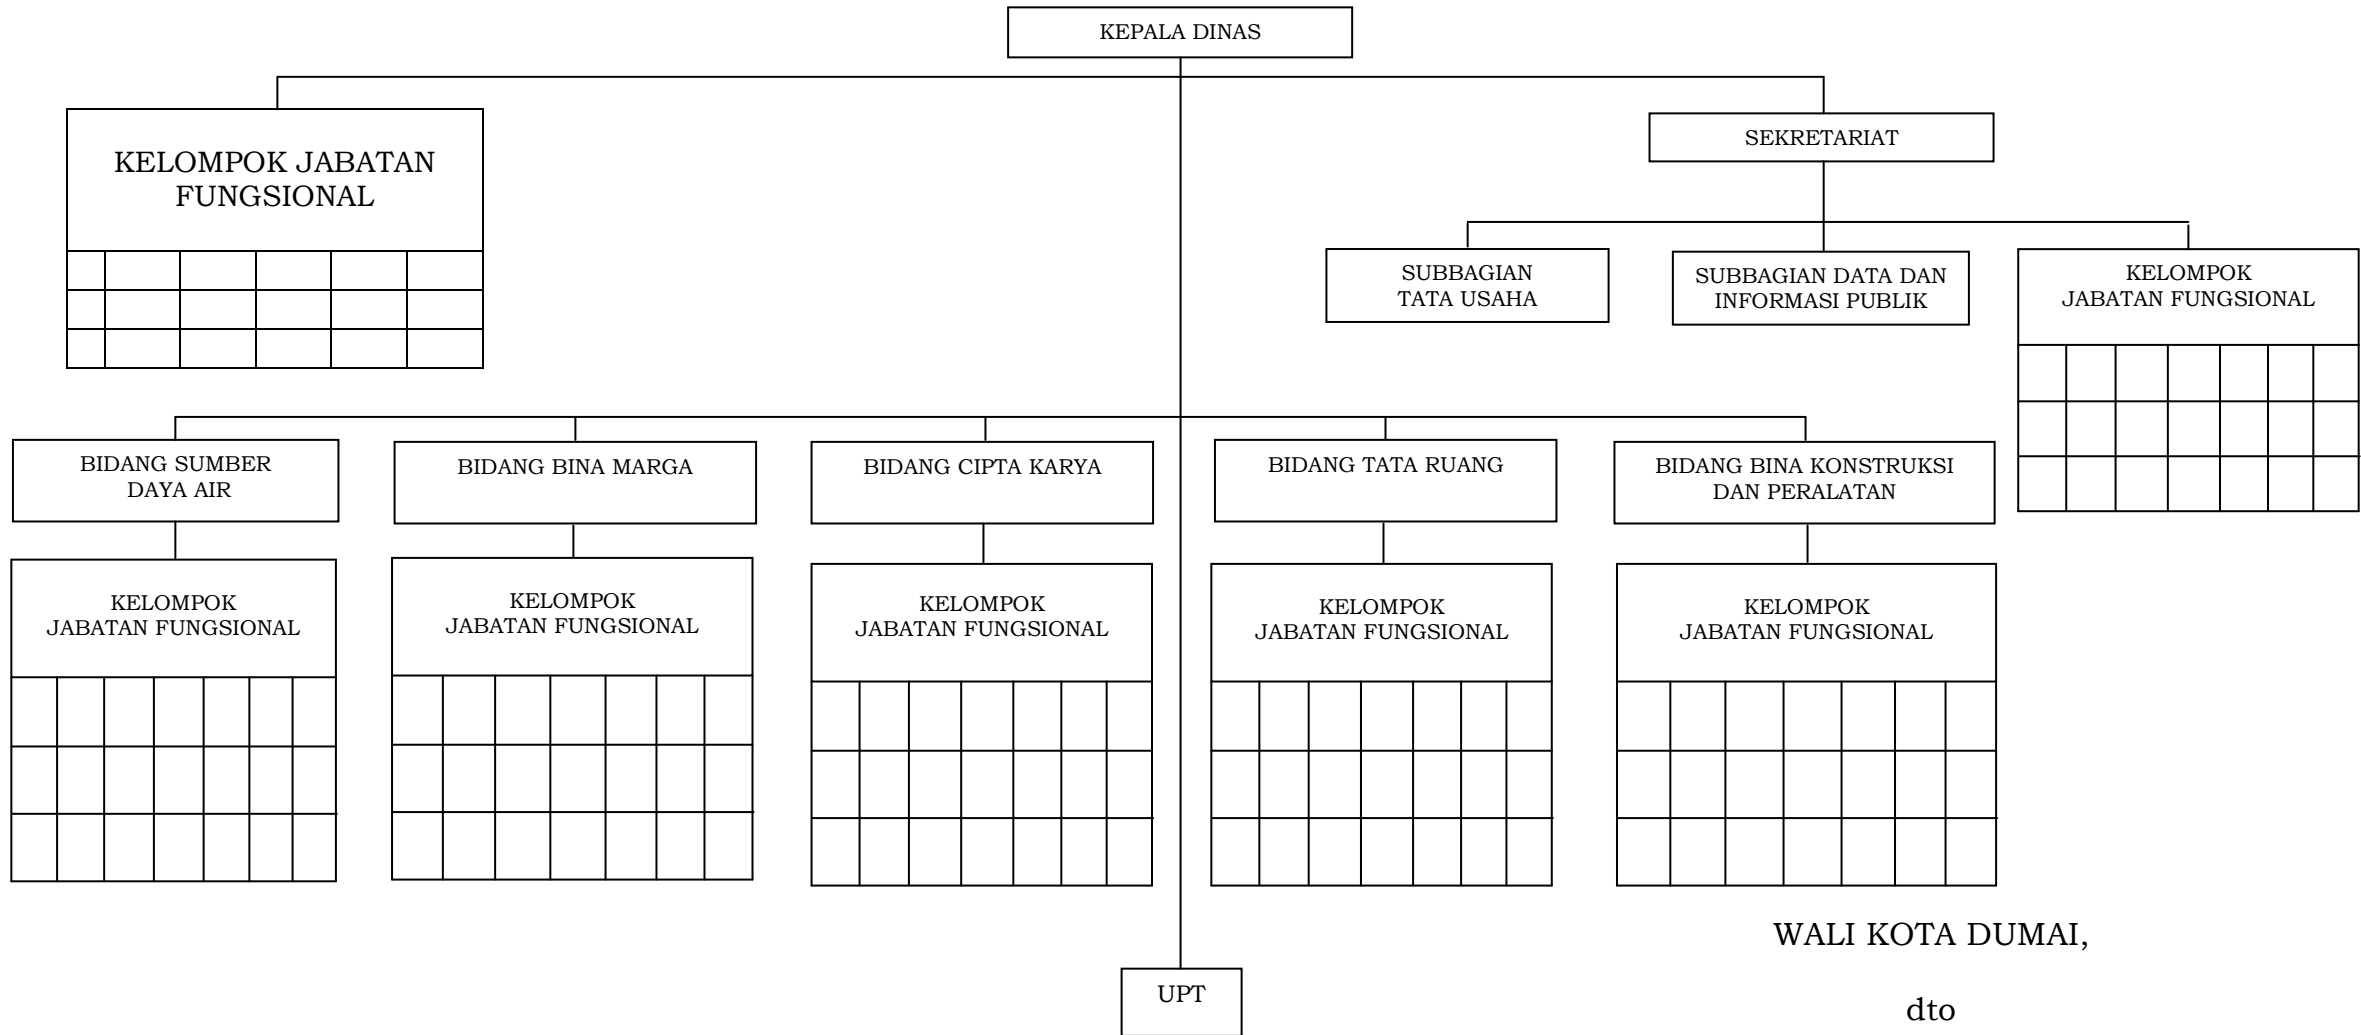 KEPALA DINAS
KELOMPOK JABATAN
FUNGSIONAL
SEKRETARIAT
SUBBAGIAN
TATA USAHA
SUBBAGIAN DATA DAN
INFORMASI PUBLIK
KELOMPOK
JABATAN FUNGSIONAL
BIDANG SUMBER
DAYA AIR
BIDANG BINA MARGA
BIDANG CIPTA KARYA
BIDANG TATA RUANG
BIDANG BINA KONSTRUKSI
DAN PERALATAN
KELOMPOK
JABATAN FUNGSIONAL
KELOMPOK
JABATAN FUNGSIONAL
KELOMPOK
JABATAN FUNGSIONAL
KELOMPOK
JABATAN FUNGSIONAL
KELOMPOK
JABATAN FUNGSIONAL
UPT
WALI KOTA DUMAI,
dto